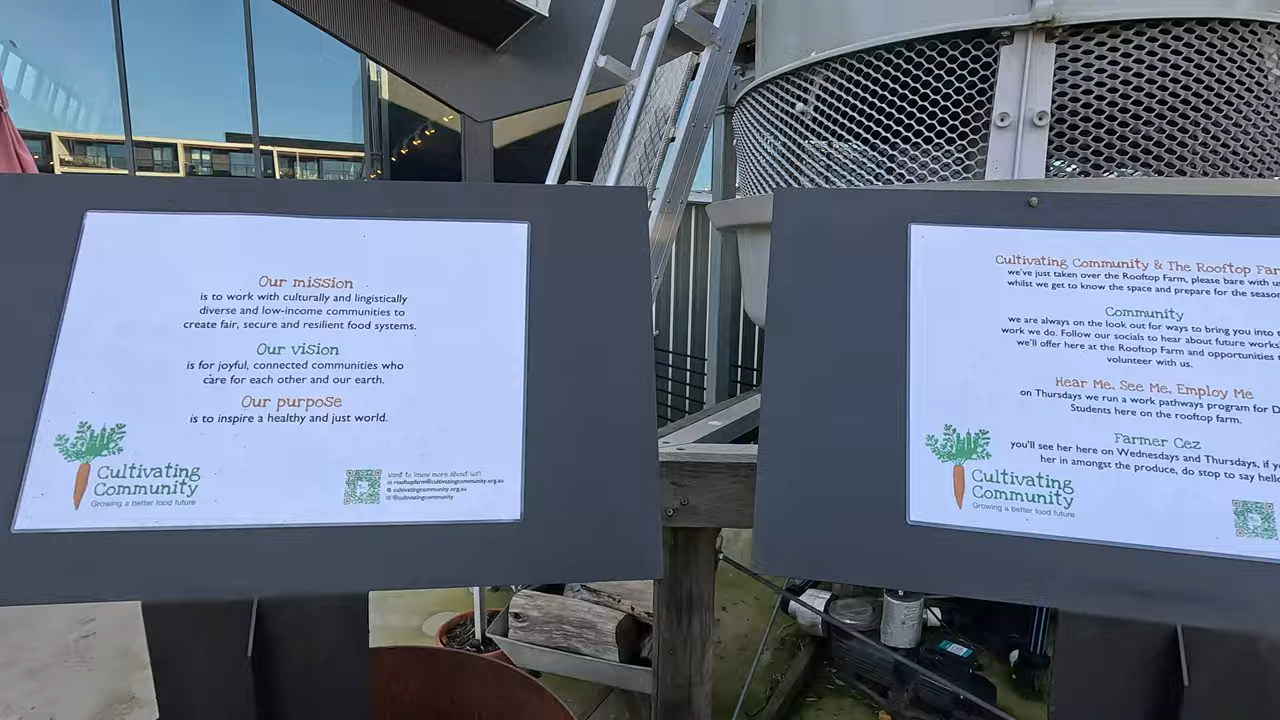 Our mission
is to work with culturally and lingistically
diverse and low-income communities to
create fair, secure and resilient food systems.
Our vision
is for joyful, connected communities who
care for each other and our earth.
Our purpose
is to inspire a healthy and just world.
Cultivating
Community
Growing a better food future
want to know more about us?
rooftopfarm@cultivatingcommunity.org.au
cultivatingcommunity.org.au
@cultivatingcommunity
Cultivating Community & The Rooftop Far
we've just taken over the Rooftop Farm, please bear with us
whilst we get to know the space and prepare for the season
Community
we are always on the look out for ways to bring you into t
work we do. Follow our socials to hear about future works
we'll offer here at the Rooftop Farm and opportunities t
volunteer with us.
Hear Me, See Me, Employ Me
on Thursdays we run a work pathways program for D
Students here on the rooftop farm.
Farmer Cez
you'll see her here on Wednesdays and Thursdays, if yo
her in amongst the produce, do stop to say hello
Cultivating
Community
Growing a better food future